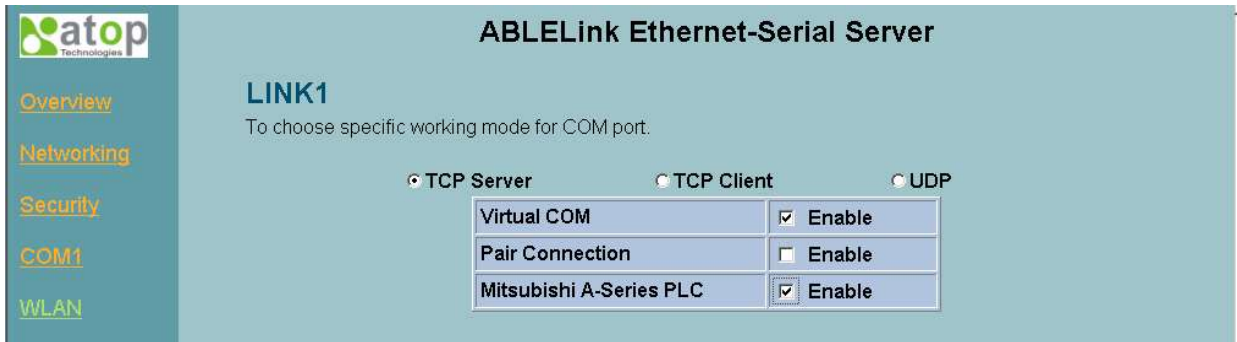 atop
Technologies
ABLELink Ethernet-Serial Server
Overview
Networking
Security
COM1
WLAN
LINK1
To choose specific working mode for COM port.
TCP Server TCP Client UDP
Virtual COM Enable
Pair Connection Enable
Mitsubishi A-Series PLC Enable